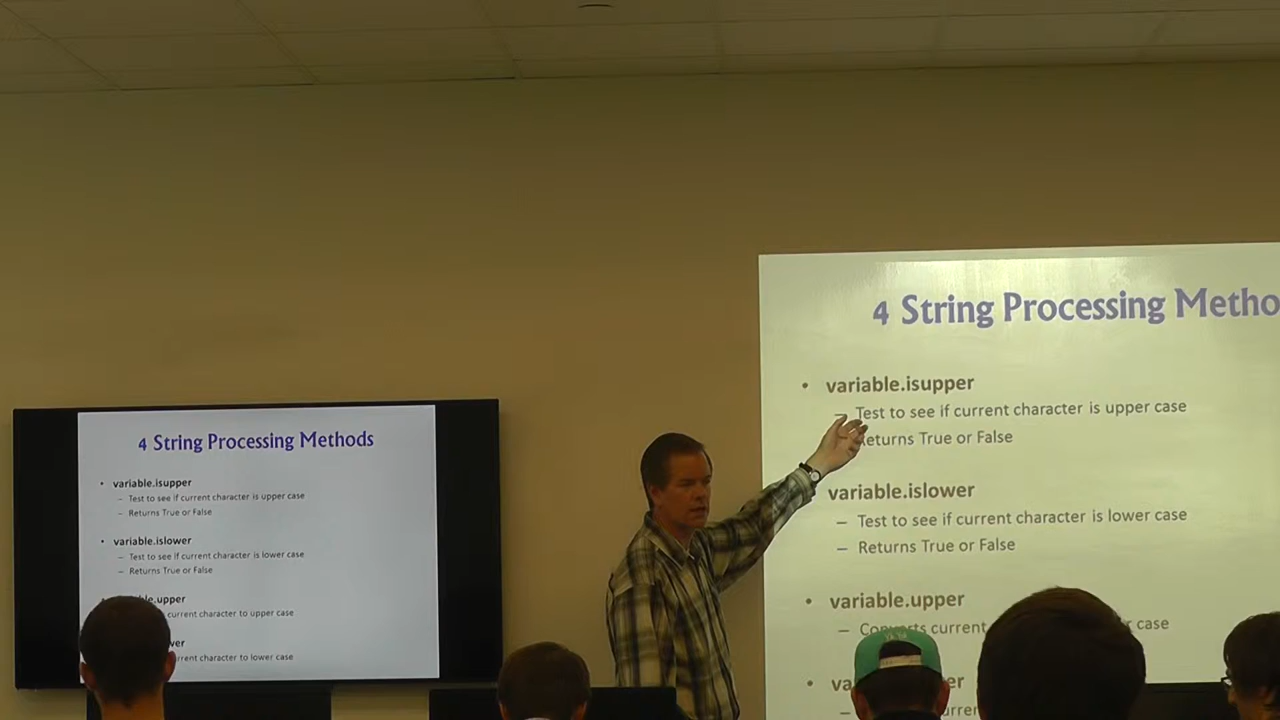 4 String Processing Methods
• variable.isupper
– Test to see if current character is upper case
– Returns True or False
• variable.islower
– Test to see if current character is lower case
– Returns True or False
current character to upper case
current character to lower case
4 String Processing
• variable.isupper
– Test to see if current character is upper case
Returns True or False
variable.islower
– Test to see if current character is lower case
– Returns True or False
• variable.upper
– current case